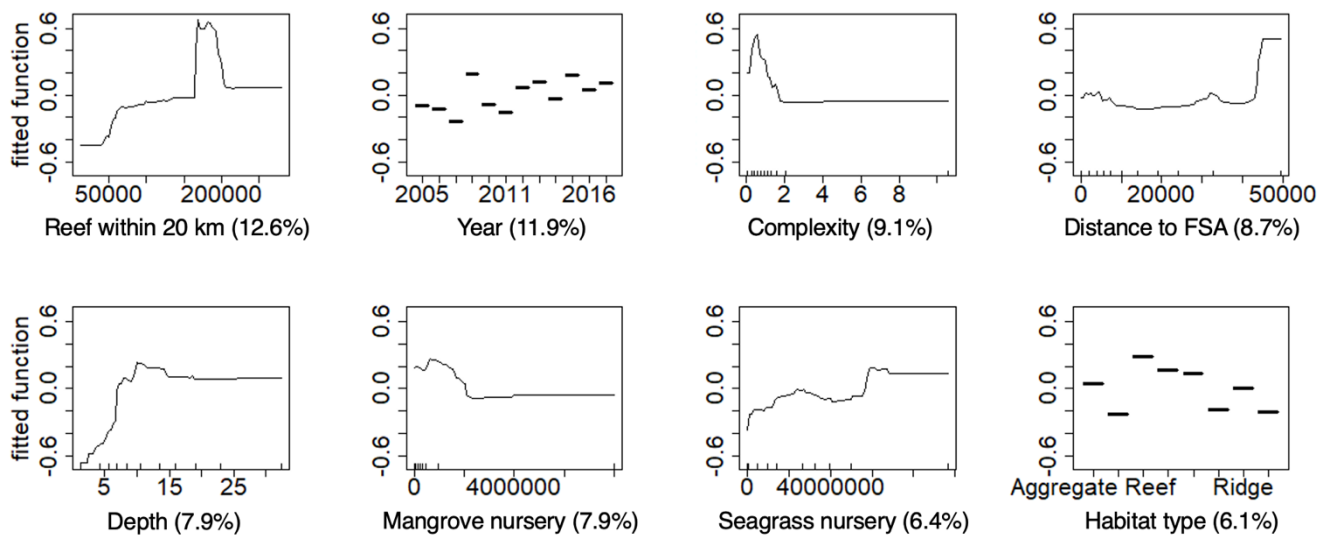 fitted function
0.6
0.0
-0.6
50000 200000
Reef within 20 km (12.6%)
0.6
0.0
-0.6
2005 2011 2016
Year (11.9%)
0.6
0.0
-0.6
0 2 4 6 8
Complexity (9.1%)
0.6
0.0
-0.6
0 20000 50000
Distance to FSA (8.7%)
fitted function
0.6
0.0
-0.6
5 15 25
Depth (7.9%)
0.6
0.0
-0.6
0 4000000
Mangrove nursery (7.9%)
0.6
0.0
-0.6
0 40000000
Seagrass nursery (6.4%)
0.6
0.0
-0.6
Aggregate Reef Ridge
Habitat type (6.1%)